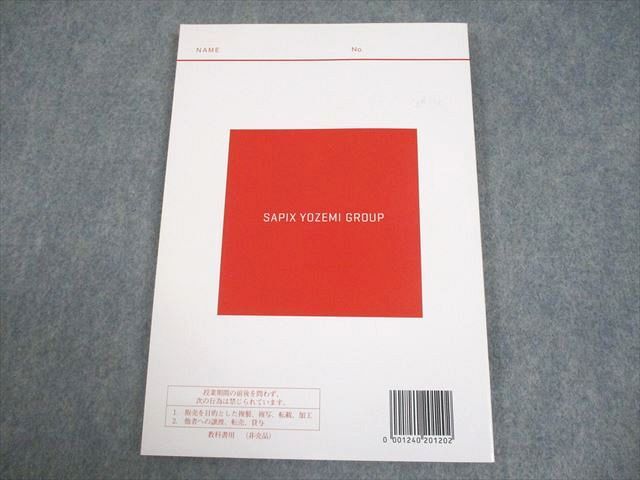 NAME No.
SAPIX YOZEMI GROUP
授業期間の前後を問わず、
次の行為は禁じられています。
1. 販売を目的とした複製、複写、転載、加工
2. 他者への譲渡、転売、貸与
教科書用 (非売品)
0 001240 201202